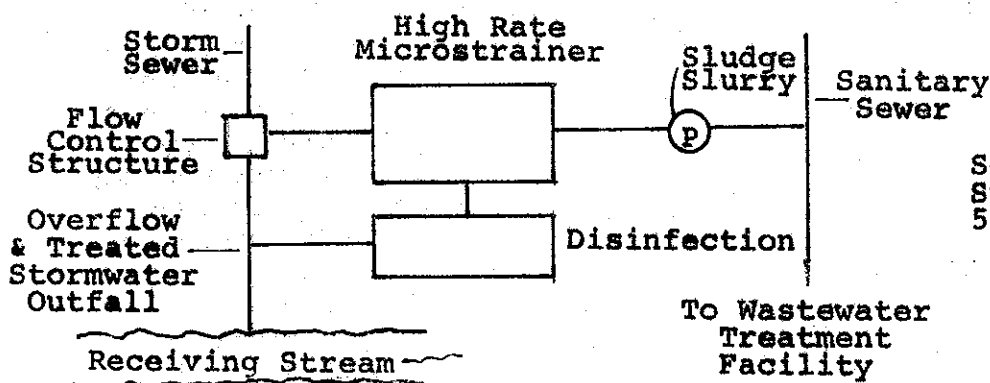 High Rate
Microstrainer
Storm
Sewer
Sludge
Slurry
Sanitary
Sewer
Flow
Control
Structure
p
S
S
5
Overflow
& Treated
Stormwater
Outfall
Disinfection
To Wastewater
Treatment
Facility
Receiving Stream